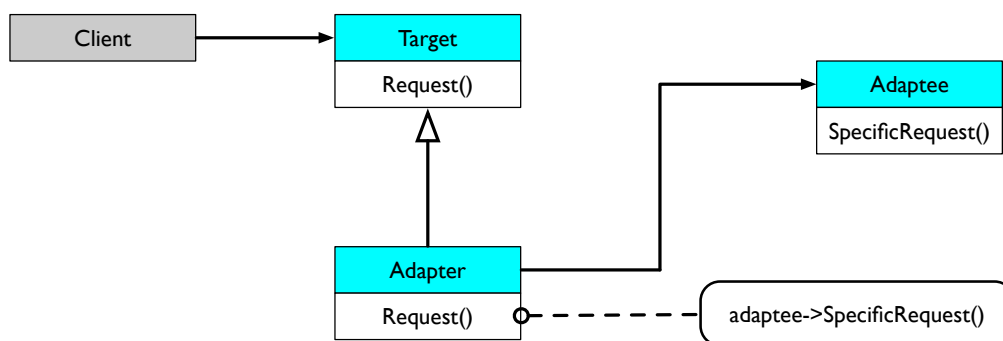 Client
Target
Request()
Adaptee
SpecificRequest()
Adapter
Request()
adaptee->SpecificRequest()